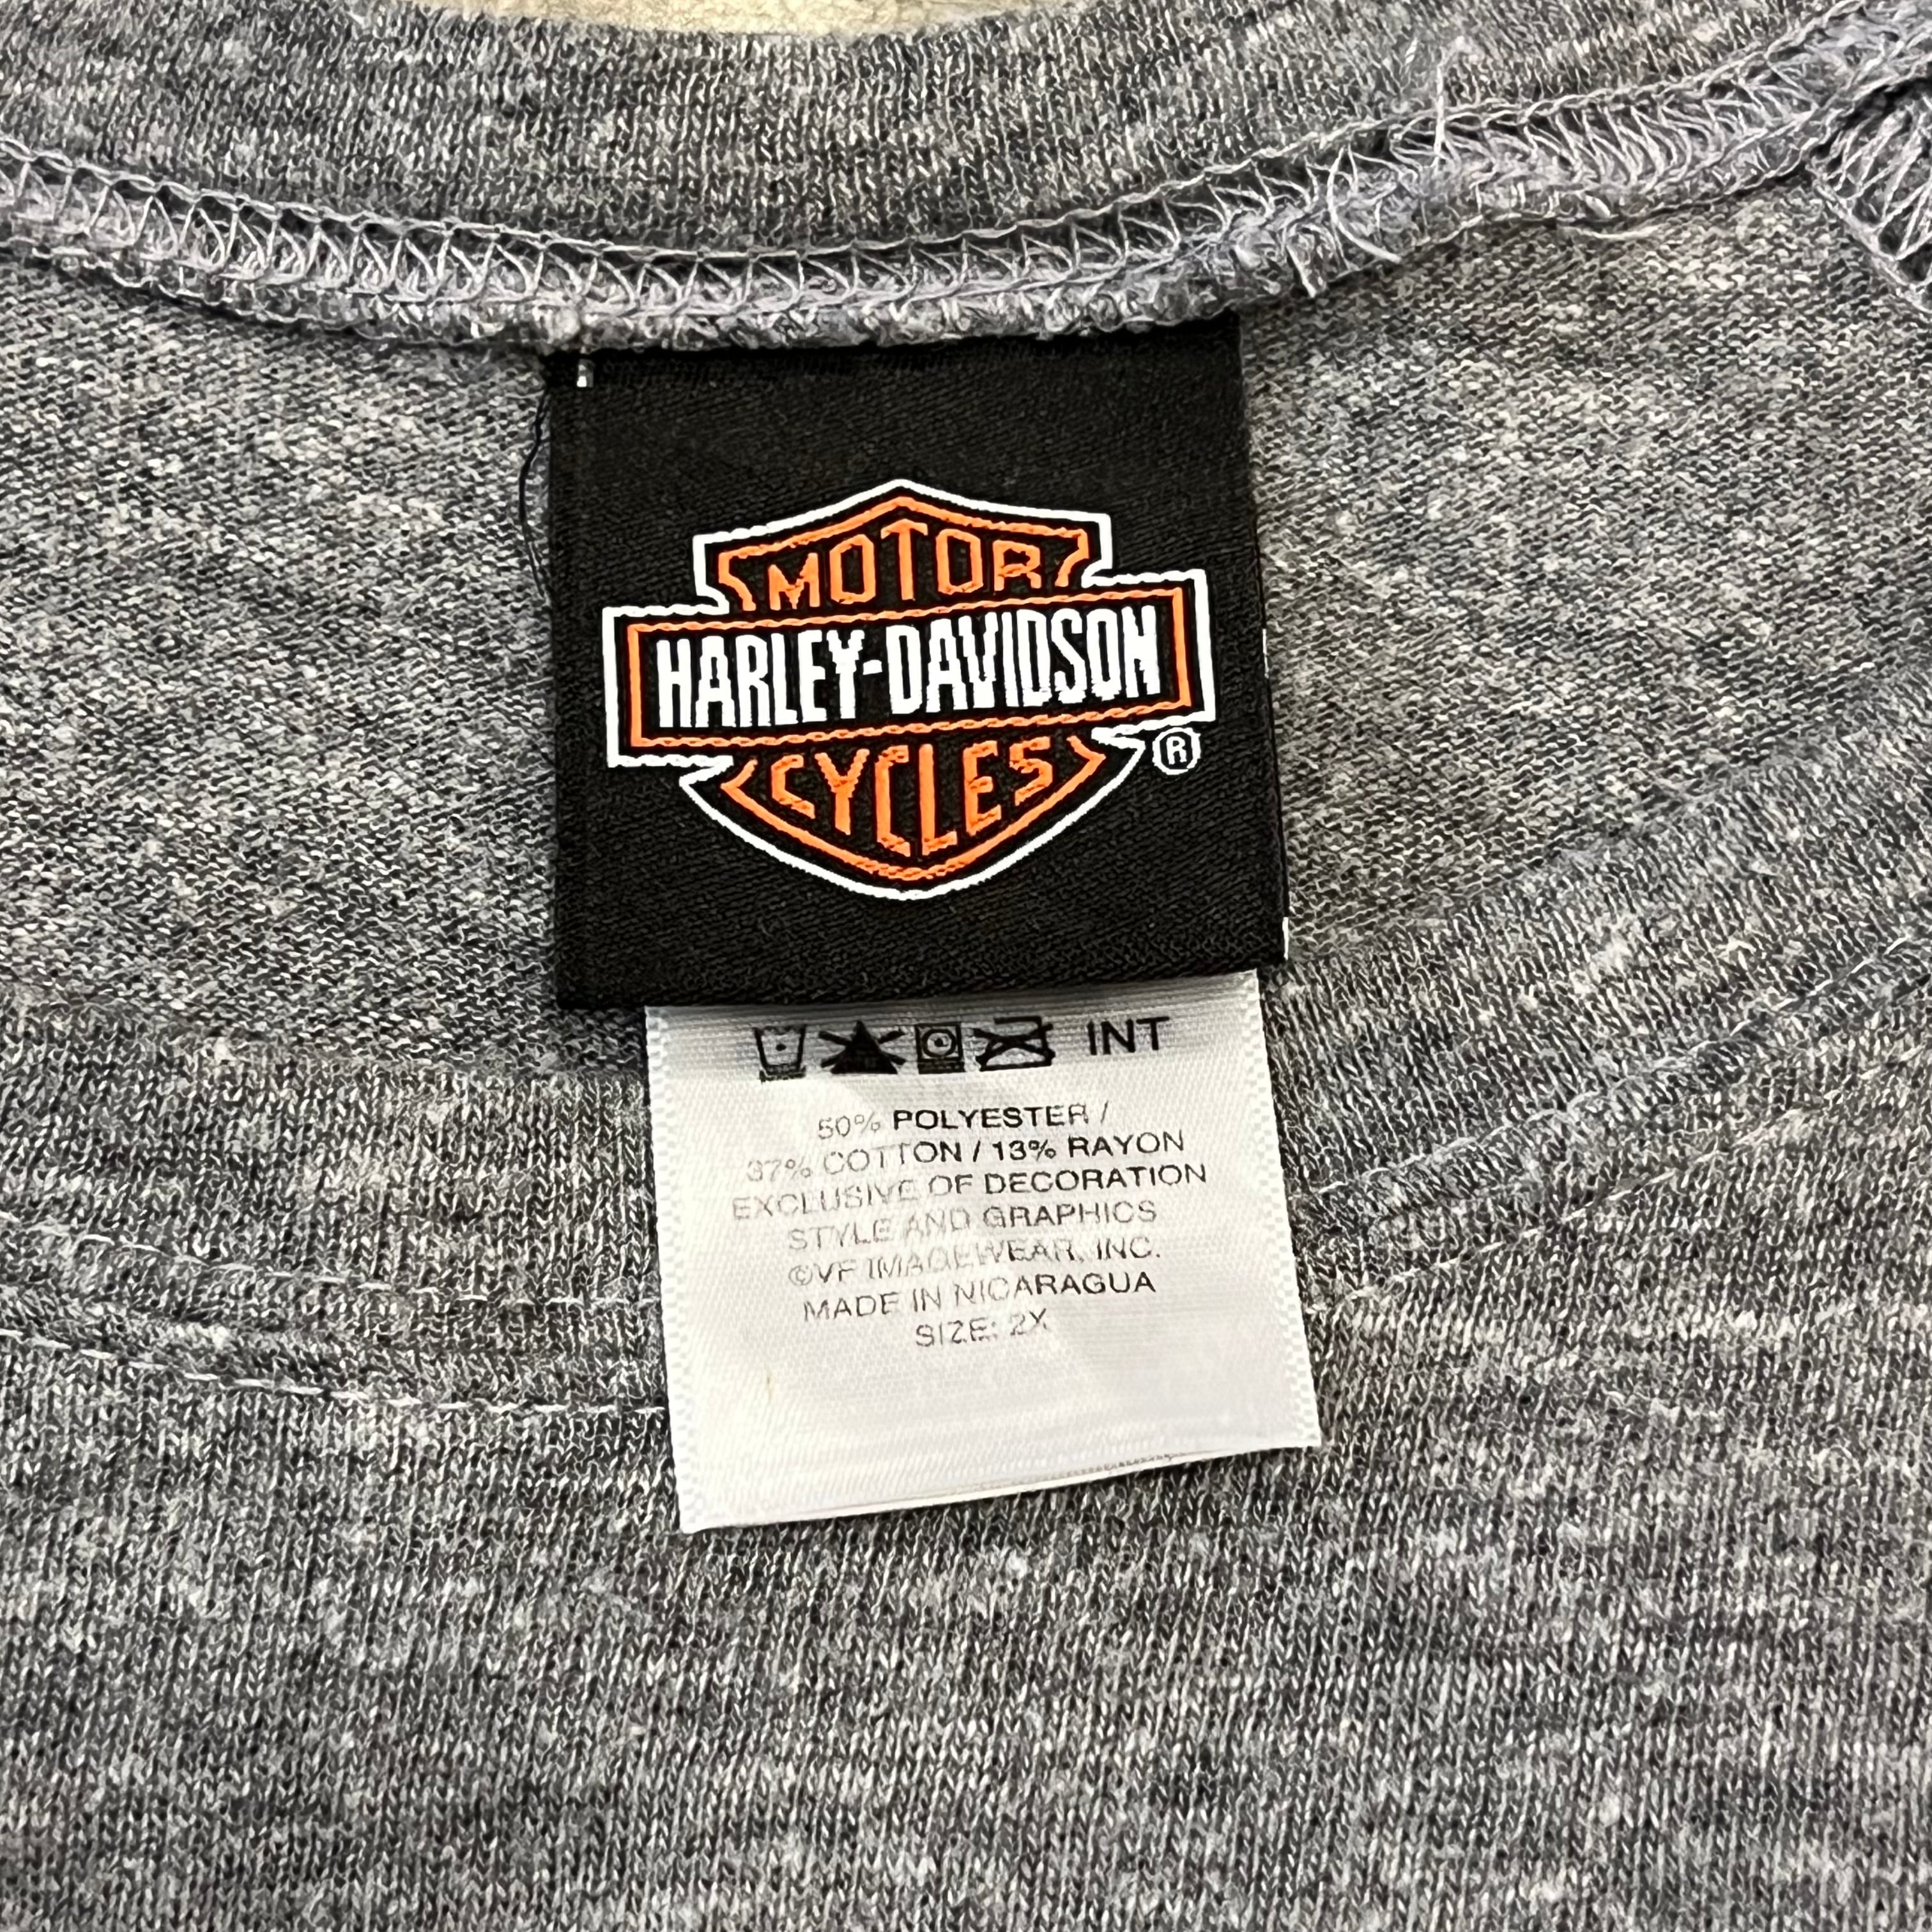 MOTOR
HARLEY-DAVIDSON
CYCLES
®
INT
50% POLYESTER /
37% COTTON / 13% RAYON
EXCLUSIVE OF DECORATION
STYLE AND GRAPHICS
©VF IMAGEWEAR, INC.
MADE IN NICARAGUA
SIZE: 2X